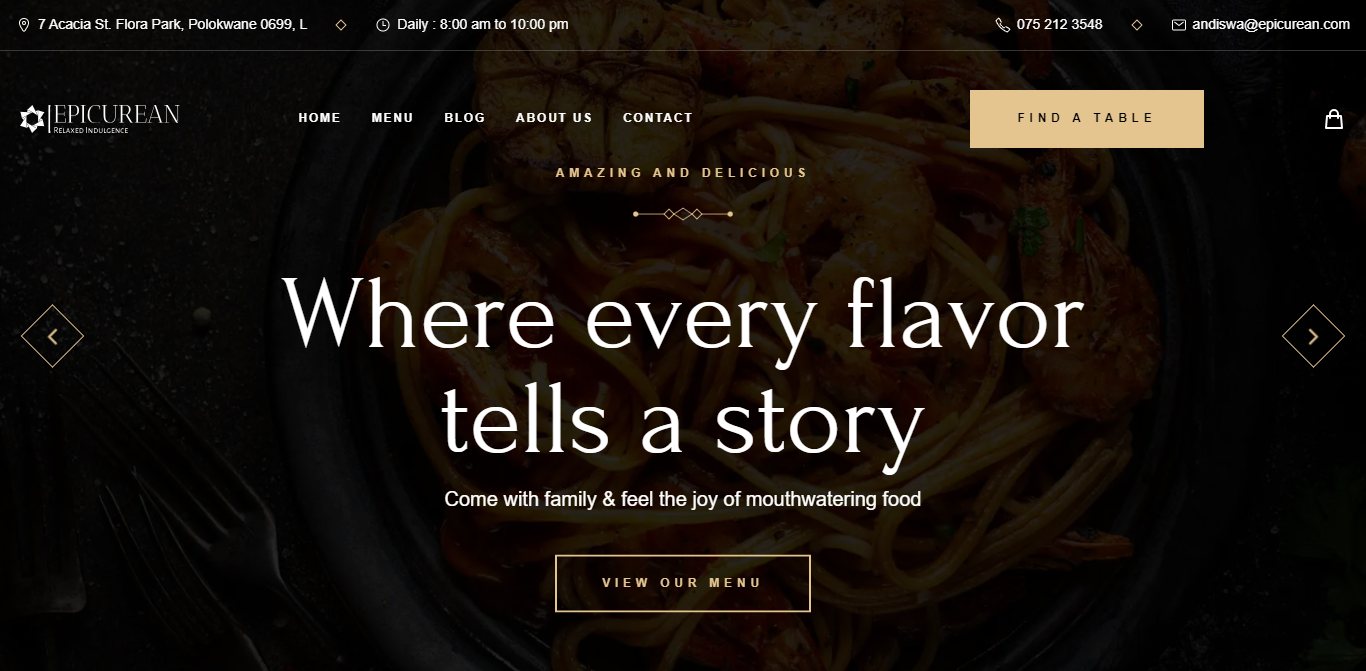 7 Acacia St. Flora Park, Polokwane 0699, L
Daily : 8:00 am to 10:00 pm
075 212 3548
andiswa@epicurean.com
EPICUREAN
RELAXED INDULGENCE
HOME
MENU
BLOG
ABOUT US
CONTACT
FIND A TABLE
AMAZING AND DELICIOUS
Where every flavor
tells a story
Come with family & feel the joy of mouthwatering food
VIEW OUR MENU